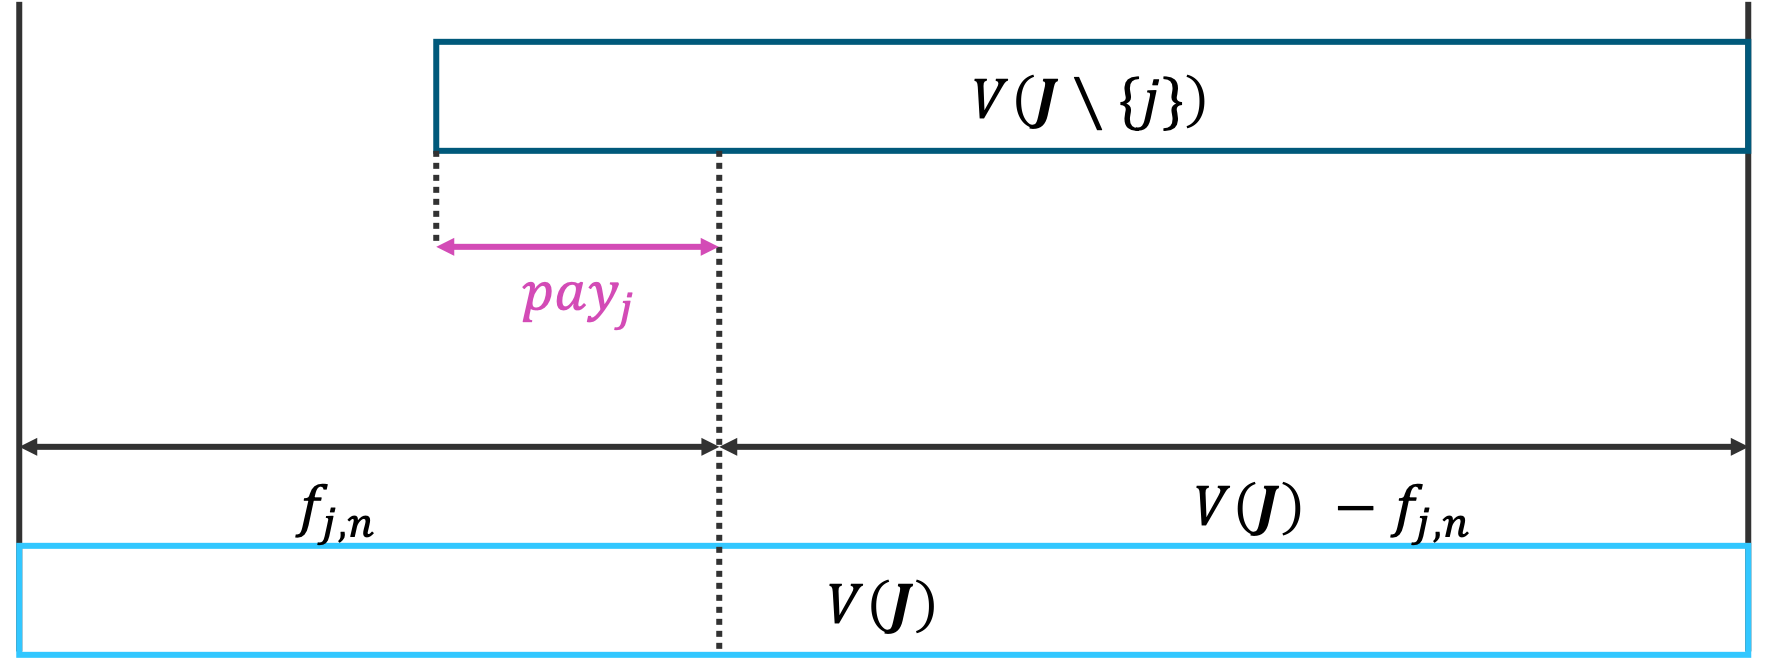 V(J \ {j})
pay_j
f_{j,n}
V(J) − f_{j,n}
V(J)